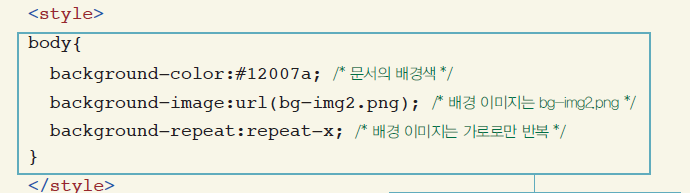 <style>
body{
background-color:#12007a; /* 문서의 배경색 */
background-image:url(bg-img2.png); /* 배경 이미지는 bg-img2.png */
background-repeat:repeat-x; /* 배경 이미지는 가로로만 반복 */
}
</style>